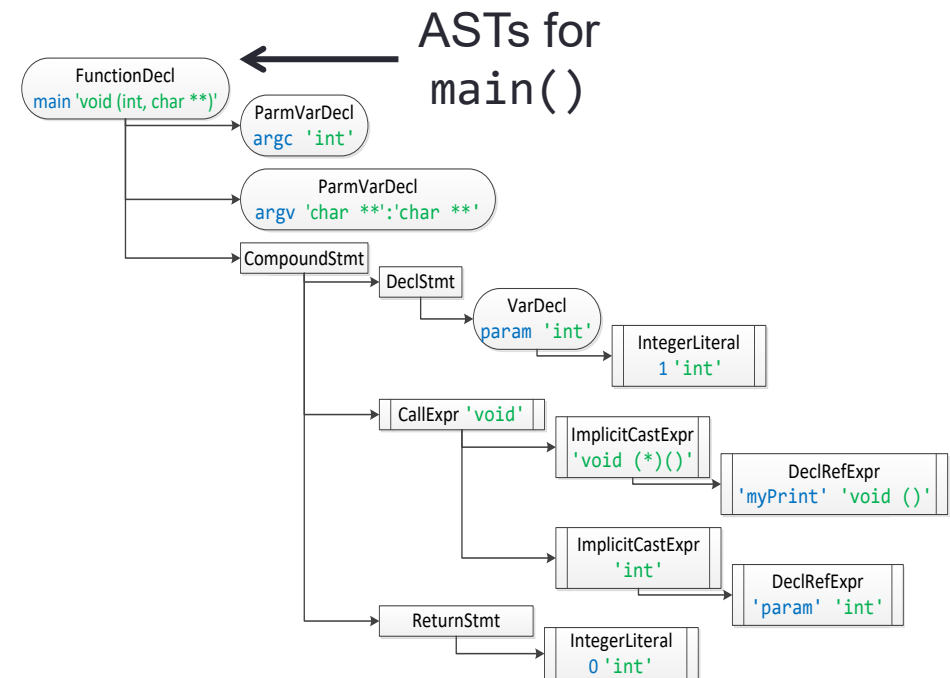 ASTs for
main()
FunctionDecl
main 'void (int, char **)'
ParmVarDecl
argc 'int'
ParmVarDecl
argv 'char **':'char **'
CompoundStmt
DeclStmt
VarDecl
param 'int'
IntegerLiteral
1 'int'
CallExpr 'void'
ImplicitCastExpr
'void (*)()'
DeclRefExpr
'myPrint' 'void ()'
ImplicitCastExpr
'int'
DeclRefExpr
'param' 'int'
ReturnStmt
IntegerLiteral
0 'int'